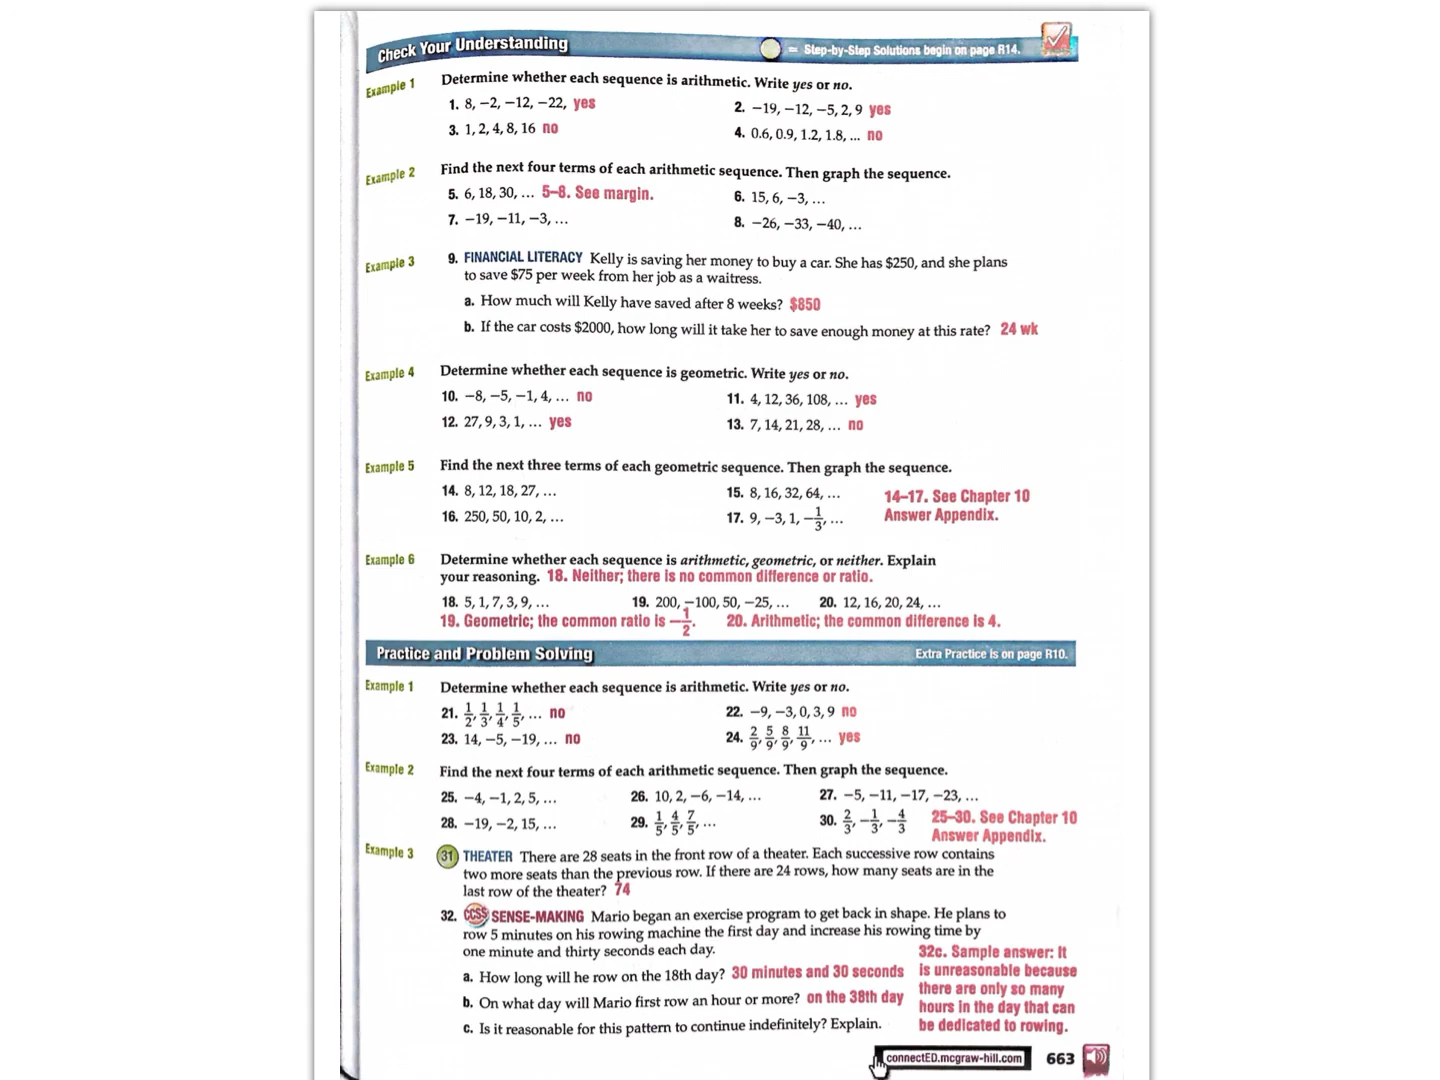 Check Your Understanding
= Step-by-Step Solutions begin on page R14.
Example 1
Determine whether each sequence is arithmetic. Write yes or no.
1. 8, −2, −12, −22, yes
2. −19, −12, −5, 2, 9 yes
3. 1, 2, 4, 8, 16 no
4. 0.6, 0.9, 1.2, 1.8, ... no
Example 2
Find the next four terms of each arithmetic sequence. Then graph the sequence.
5. 6, 18, 30, ... 5–8. See margin.
6. 15, 6, −3, ...
7. −19, −11, −3, ...
8. −26, −33, −40, ...
Example 3
9. FINANCIAL LITERACY Kelly is saving her money to buy a car. She has $250, and she plans
to save $75 per week from her job as a waitress.
a. How much will Kelly have saved after 8 weeks? $850
b. If the car costs $2000, how long will it take her to save enough money at this rate? 24 wk
Example 4
Determine whether each sequence is geometric. Write yes or no.
10. −8, −5, −1, 4, ... no
11. 4, 12, 36, 108, ... yes
12. 27, 9, 3, 1, ... yes
13. 7, 14, 21, 28, ... no
Example 5
Find the next three terms of each geometric sequence. Then graph the sequence.
14. 8, 12, 18, 27, ...
15. 8, 16, 32, 64, ...
14–17. See Chapter 10
Answer Appendix.
16. 250, 50, 10, 2, ...
17. 9, −3, 1, −1/3, ...
Example 6
Determine whether each sequence is arithmetic, geometric, or neither. Explain
your reasoning. 18. Neither; there is no common difference or ratio.
18. 5, 1, 7, 3, 9, ...
19. 200, −100, 50, −25, ...
20. 12, 16, 20, 24, ...
19. Geometric; the common ratio is −1/2.
20. Arithmetic; the common difference is 4.
Practice and Problem Solving
Extra Practice is on page R10.
Example 1
Determine whether each sequence is arithmetic. Write yes or no.
21. 1/2, 1/3, 1/4, 1/5, ... no
22. −9, −3, 0, 3, 9 no
23. 14, −5, −19, ... no
24. 2/9, 5/9, 8/9, 11/9, ... yes
Example 2
Find the next four terms of each arithmetic sequence. Then graph the sequence.
25. −4, −1, 2, 5, ...
26. 10, 2, −6, −14, ...
27. −5, −11, −17, −23, ...
28. −19, −2, 15, ...
29. 1/5, 4/5, 7/5, ...
30. 2/3, −1/3, −4/3
25–30. See Chapter 10
Answer Appendix.
Example 3
31 THEATER There are 28 seats in the front row of a theater. Each successive row contains
two more seats than the previous row. If there are 24 rows, how many seats are in the
last row of the theater? 74
32. CCSS SENSE-MAKING Mario began an exercise program to get back in shape. He plans to
row 5 minutes on his rowing machine the first day and increase his rowing time by
one minute and thirty seconds each day.
a. How long will he row on the 18th day? 30 minutes and 30 seconds
b. On what day will Mario first row an hour or more? on the 38th day
c. Is it reasonable for this pattern to continue indefinitely? Explain.
32c. Sample answer: It
is unreasonable because
there are only so many
hours in the day that can
be dedicated to rowing.
connectED.mcgraw-hill.com
663